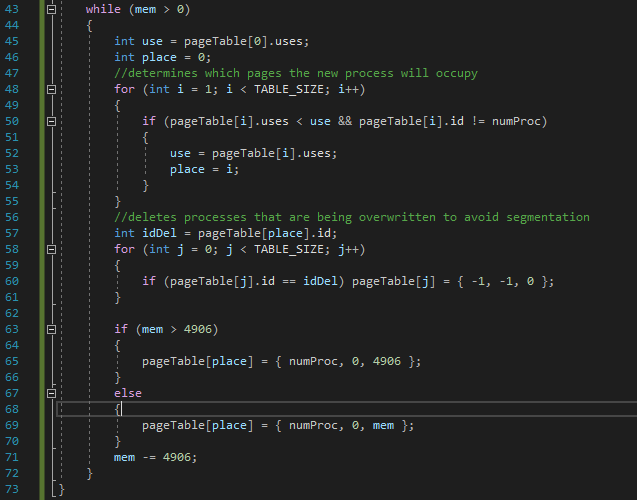 43 while (mem > 0)
44 {
45 int use = pageTable[0].uses;
46 int place = 0;
47 //determines which pages the new process will occupy
48 for (int i = 1; i < TABLE_SIZE; i++)
49 {
50 if (pageTable[i].uses < use && pageTable[i].id != numProc)
51 {
52 use = pageTable[i].uses;
53 place = i;
54 }
55 }
56 //deletes processes that are being overwritten to avoid segmentation
57 int idDel = pageTable[place].id;
58 for (int j = 0; j < TABLE_SIZE; j++)
59 {
60 if (pageTable[j].id == idDel) pageTable[j] = { -1, -1, 0 };
61 }
62
63 if (mem > 4906)
64 {
65 pageTable[place] = { numProc, 0, 4906 };
66 }
67 else
68 {
69 pageTable[place] = { numProc, 0, mem };
70 }
71 mem -= 4906;
72 }
73 }